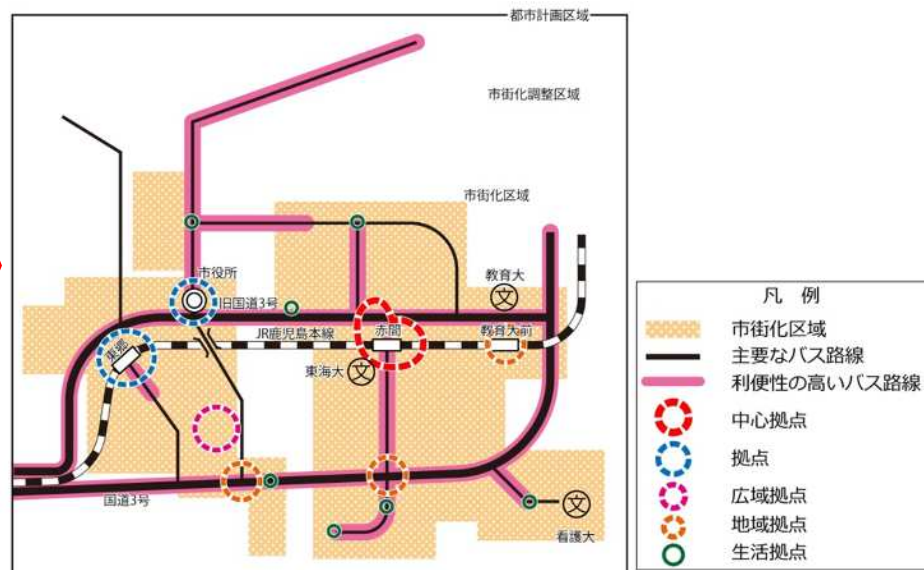 都市計画区域
市街化調整区域
市街化区域
市役所
旧国道3号
教育大
文
JR鹿児島本線
赤間
教育大前
東郷
東海大
文
国道3号
文
看護大
凡 例
市街化区域
主要なバス路線
利便性の高いバス路線
中心拠点
拠点
広域拠点
地域拠点
生活拠点